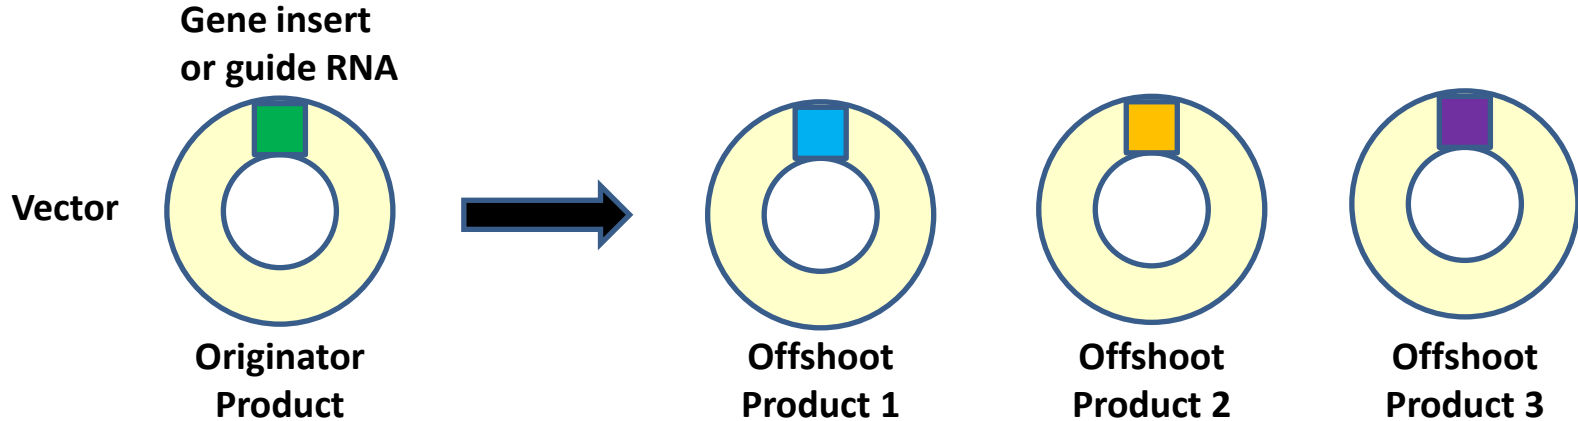 Gene insert
or guide RNA
Vector
Originator
Product
Offshoot
Product 1
Offshoot
Product 2
Offshoot
Product 3